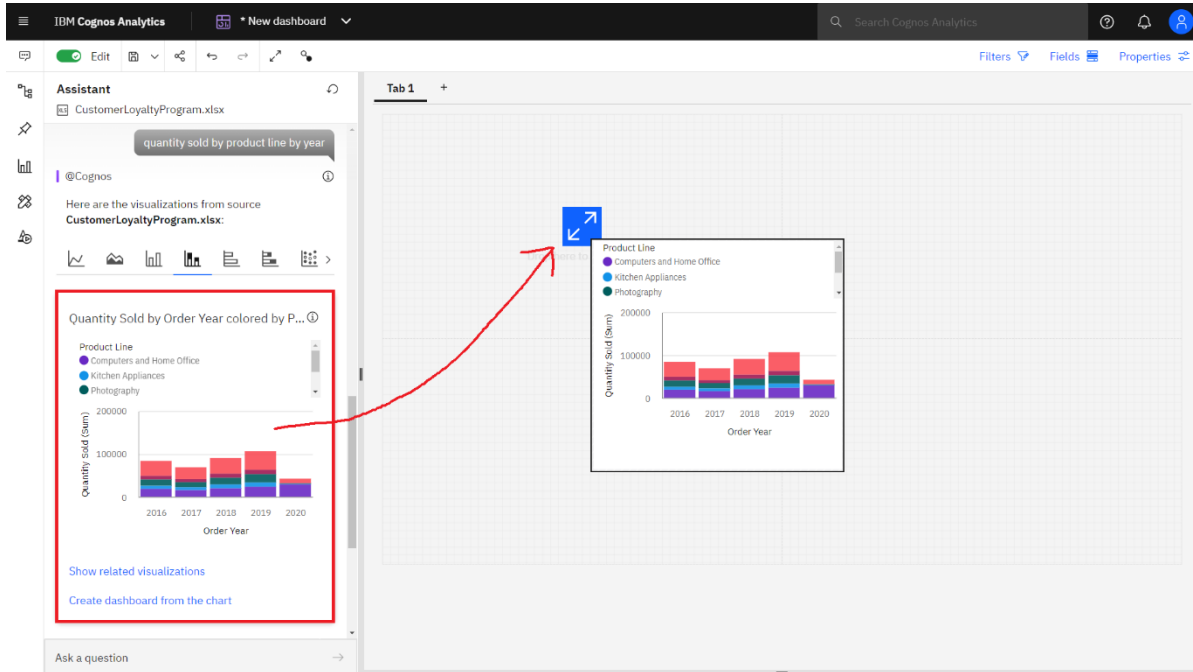 IBM Cognos Analytics
* New dashboard
Search Cognos Analytics
Edit
Filters
Fields
Properties
Assistant
CustomerLoyaltyProgram.xlsx
quantity sold by product line by year
@Cognos
Here are the visualizations from source
CustomerLoyaltyProgram.xlsx:
Quantity Sold by Order Year colored by P...
Product Line
Computers and Home Office
Kitchen Appliances
Photography
Quantity Sold (Sum)
200000
100000
0
2016 2017 2018 2019 2020
Order Year
Show related visualizations
Create dashboard from the chart
Ask a question
Tab 1 +
Product Line
Computers and Home Office
Kitchen Appliances
Photography
Quantity Sold (Sum)
200000
100000
0
2016 2017 2018 2019 2020
Order Year